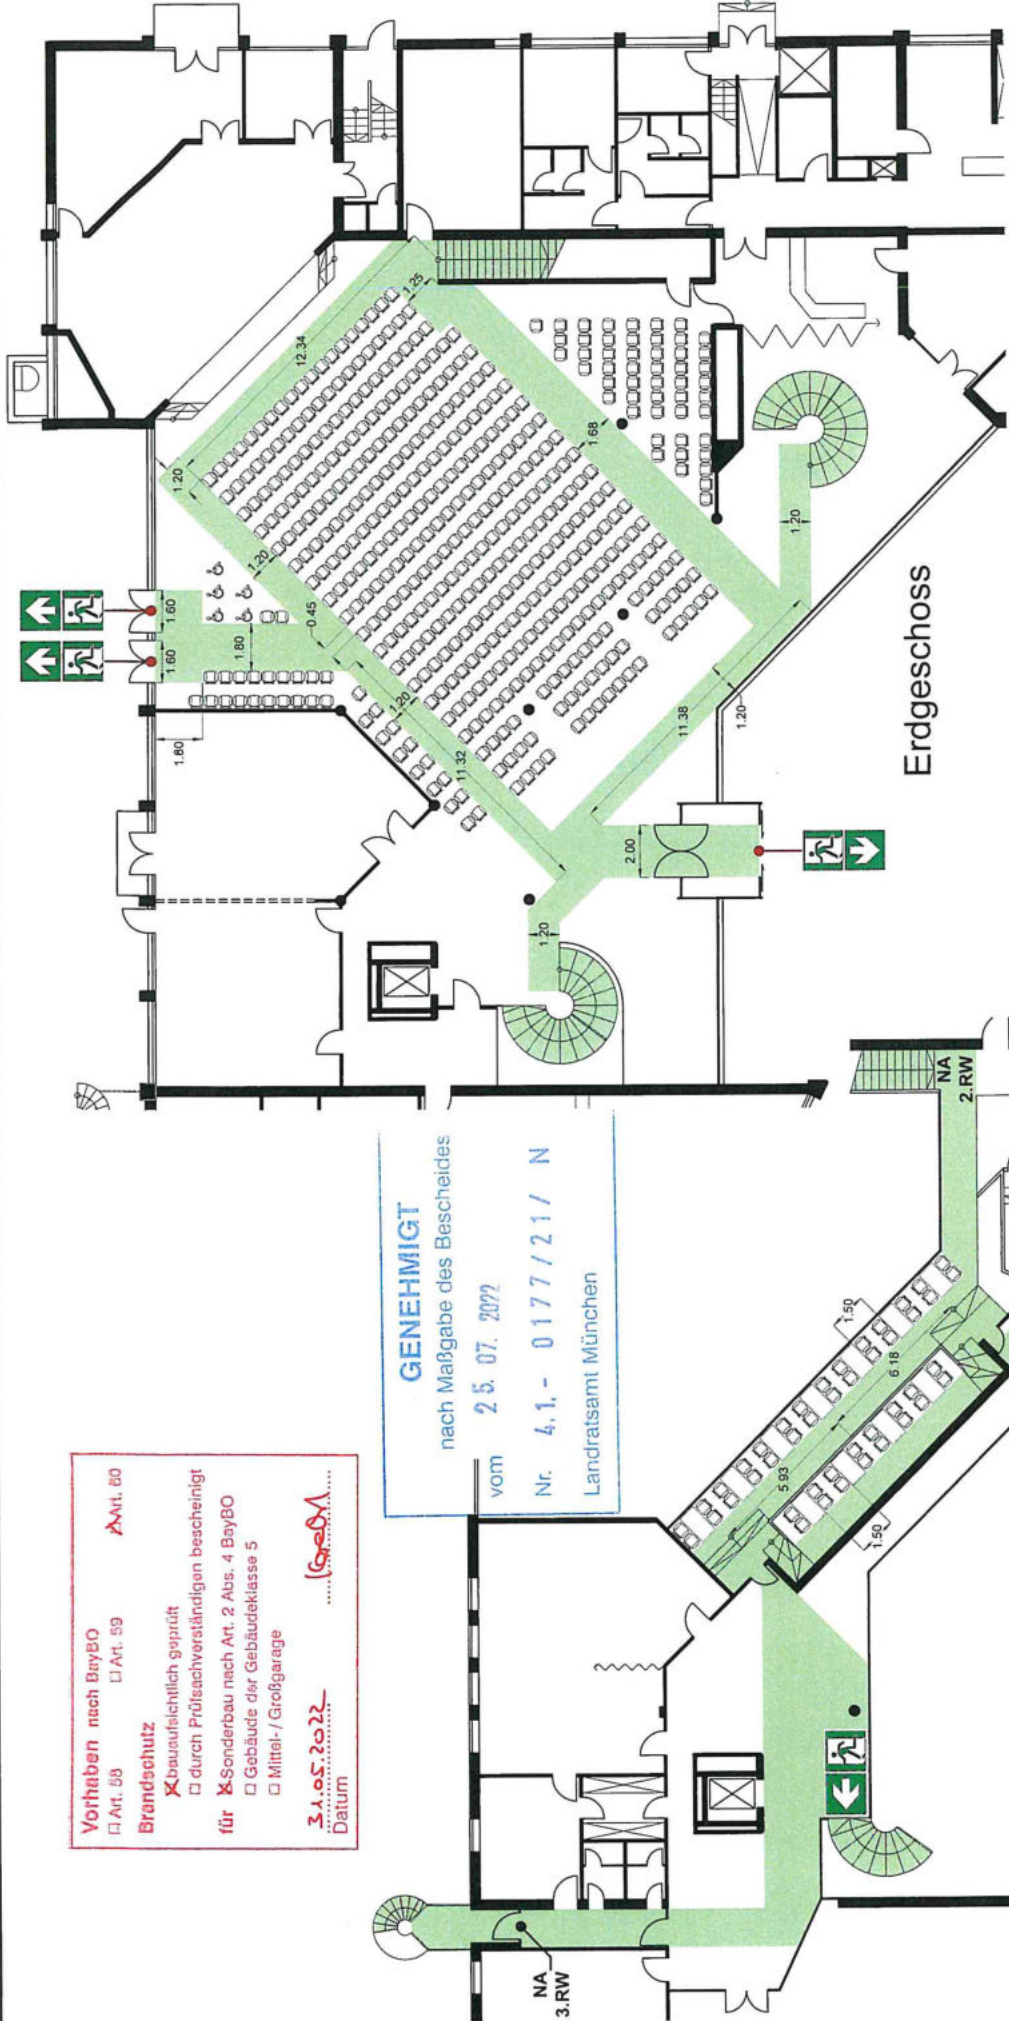 Vorhaben nach BayBO
☐ Art. 58 ☐ Art. 59 ☒ Art. 60
Brandschutz
☒ bauaufsichtlich geprüft
☐ durch Prüfsachverständigen bescheinigt
für ☒ Sonderbau nach Art. 2 Abs. 4 BayBO
☐ Gebäude der Gebäudeklasse 5
☐ Mittel- / Großgarage
31.05.2022
Datum
GENEHMIGT
nach Maßgabe des Bescheides
vom 25. 07. 2022
Nr. 4.1. - 0177/21/ N
Landratsamt München
Erdgeschoss
12.34
1.25
1.20
1.20
1.68
1.60
1.60
1.80
0.45
1.80
1.20
11.32
1.20
11.38
1.20
2.00
1.20
NA
2.RW
1.50
6.18
5.93
1.50
NA
3.RW